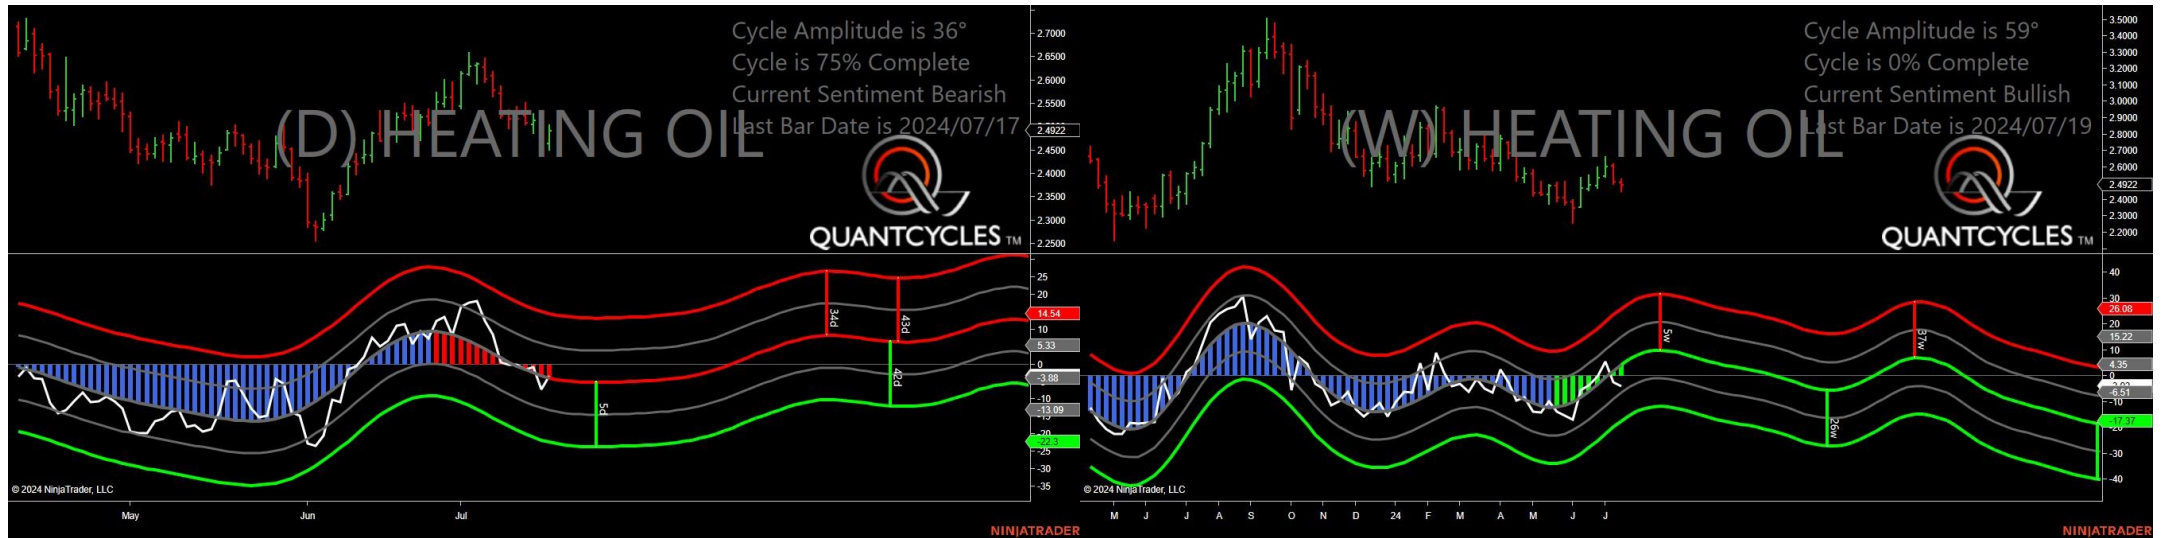 Cycle Amplitude is 36°
Cycle is 75% Complete
Current Sentiment Bearish
Last Bar Date is 2024/07/17
(D) HEATING OIL
QUANTCYCLES TM
2.7000
2.6500
2.6000
2.5500
2.4922
2.4500
2.4000
2.3500
2.3000
2.2500
25
20
14.54
10
5.33
0
-3.88
-10
-13.09
-20
-22.3
-25
-30
-35
5d
34d
42d
43d
© 2024 NinjaTrader, LLC
May
Jun
Jul
NINJATRADER
Cycle Amplitude is 59°
Cycle is 0% Complete
Current Sentiment Bullish
Last Bar Date is 2024/07/19
(W) HEATING OIL
QUANTCYCLES TM
3.5000
3.4000
3.3000
3.2000
3.1000
3.0000
2.9000
2.8000
2.7000
2.6000
2.4922
2.4000
2.3000
2.2000
40
30
26.08
20
15.22
10
4.35
0
-6.51
-10
-17.37
-20
-30
-40
5w
26w
37w
© 2024 NinjaTrader, LLC
M
J
J
A
S
O
N
D
24
F
M
A
M
J
J
NINJATRADER